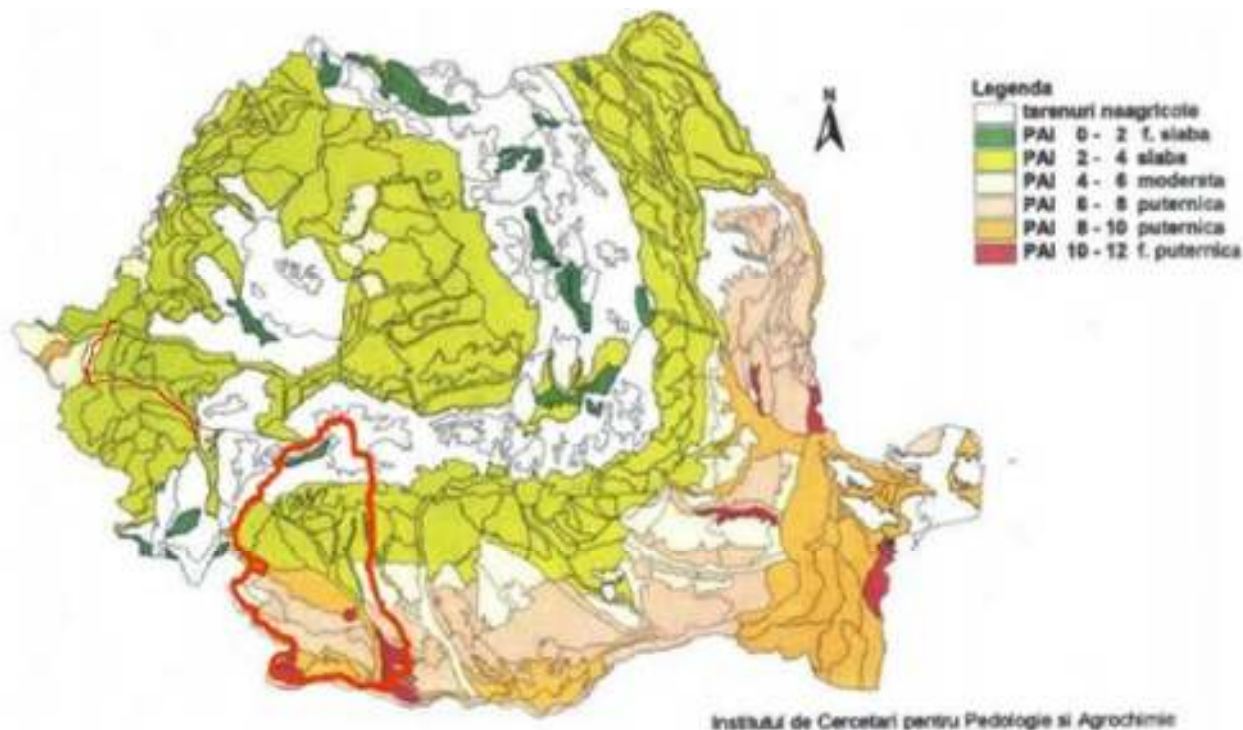 N
Legenda
terenuri neagricole
PAI 0 - 2 f. slaba
PAI 2 - 4 slaba
PAI 4 - 6 moderata
PAI 6 - 8 puternica
PAI 8 - 10 puternica
PAI 10 - 12 f. puternica
Institutul de Cercetari pentru Pedologie si Agrochimie